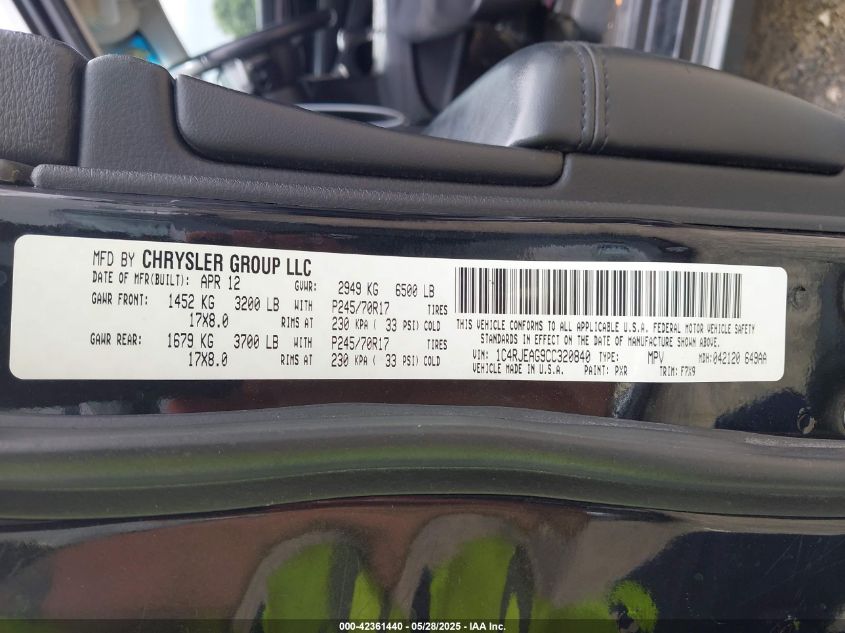 MFD BY CHRYSLER GROUP LLC
DATE OF MFR(BUILT): APR 12 GVWR: 2949 KG 6500 LB
GAWR FRONT: 1452 KG 3200 LB WITH P245/70R17 TIRES
17X8.0 RIMS AT 230 KPA ( 33 PSI) COLD
GAWR REAR: 1679 KG 3700 LB WITH P245/70R17 TIRES
17X8.0 RIMS AT 230 KPA ( 33 PSI) COLD
THIS VEHICLE CONFORMS TO ALL APPLICABLE U.S.A. FEDERAL MOTOR VEHICLE SAFETY
STANDARDS IN EFFECT ON THE DATE OF MANUFACTURE SHOWN ABOVE.
VIN: 1C4RJEAG9CC320840 TYPE: MPV MDH: 042120 649AA
VEHICLE MADE IN U.S.A. PAINT: PXR TRIM: F7X9
000-42361440 - 05/28/2025 - IAA Inc.